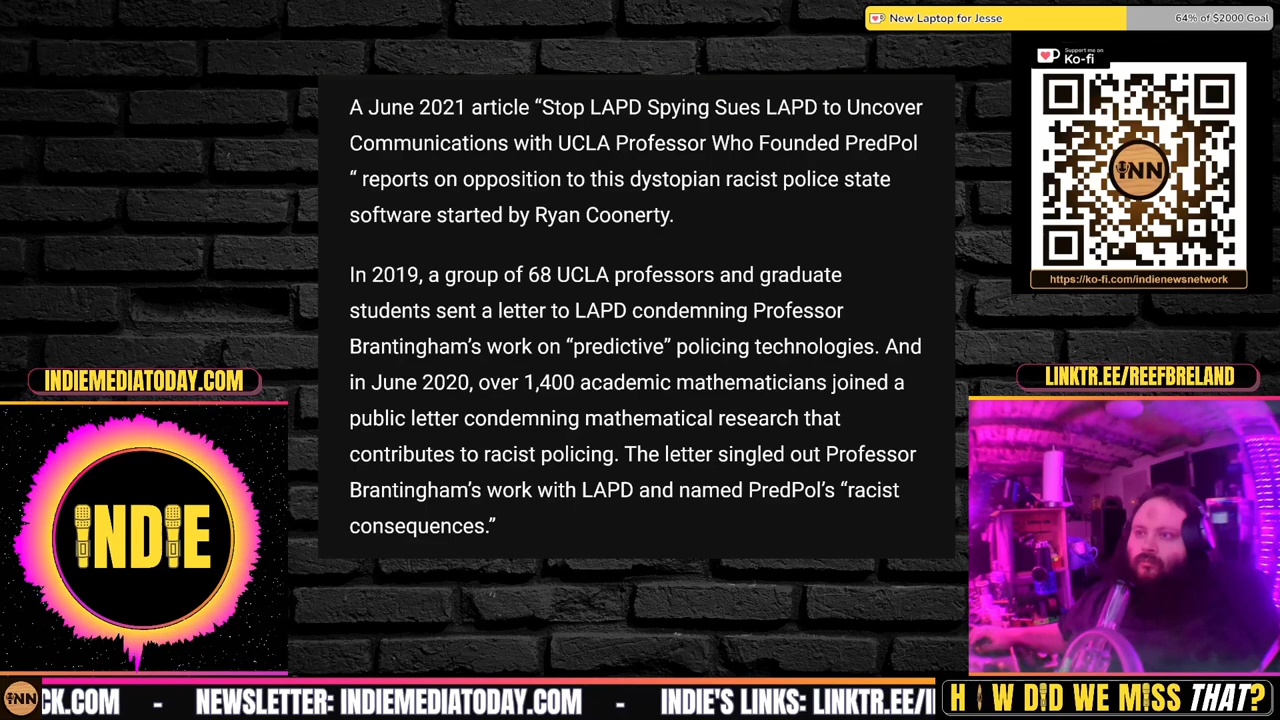 New Laptop for Jesse
64% of $2000 Goal
Support me on
Ko-fi
iNN
https://ko-fi.com/indienewsnetwork
A June 2021 article “Stop LAPD Spying Sues LAPD to Uncover
Communications with UCLA Professor Who Founded PredPol
“ reports on opposition to this dystopian racist police state
software started by Ryan Coonerty.
In 2019, a group of 68 UCLA professors and graduate
students sent a letter to LAPD condemning Professor
Brantingham’s work on “predictive” policing technologies. And
in June 2020, over 1,400 academic mathematicians joined a
public letter condemning mathematical research that
contributes to racist policing. The letter singled out Professor
Brantingham’s work with LAPD and named PredPol’s “racist
consequences.”
INDIEMEDIATODAY.COM
LINKTR.EE/REEFBRELAND
iNDiE
iNN
CK.COM - NEWSLETTER: INDIEMEDIATODAY.COM - INDIE'S LINKS: LINKTR.EE/I
HOW DID WE MISS THAT?